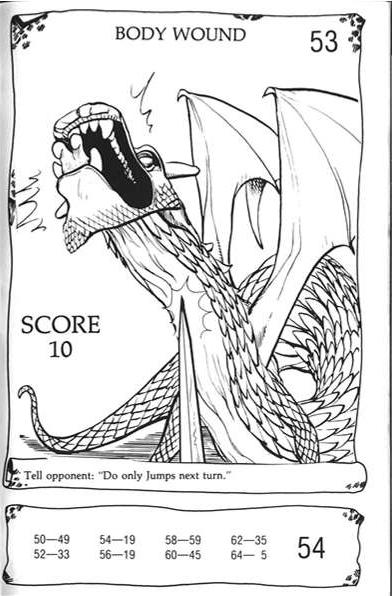 BODY WOUND
53
SCORE
10
Tell opponent: "Do only Jumps next turn."
50—49 54—19 58—59 62—35
52—33 56—19 60—45 64— 5
54